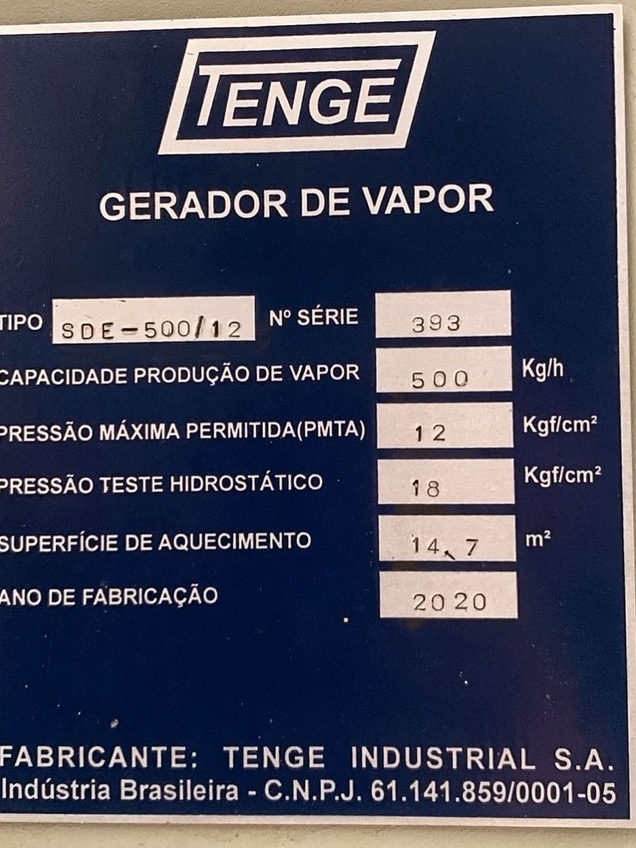 TENGE
GERADOR DE VAPOR
TIPO SDE-500/12 Nº SÉRIE 393
CAPACIDADE PRODUÇÃO DE VAPOR 500 Kg/h
PRESSÃO MÁXIMA PERMITIDA(PMTA) 12 Kgf/cm²
PRESSÃO TESTE HIDROSTÁTICO 18 Kgf/cm²
SUPERFÍCIE DE AQUECIMENTO 14,7 m²
ANO DE FABRICAÇÃO 2020
FABRICANTE: TENGE INDUSTRIAL S.A.
Indústria Brasileira - C.N.P.J. 61.141.859/0001-05